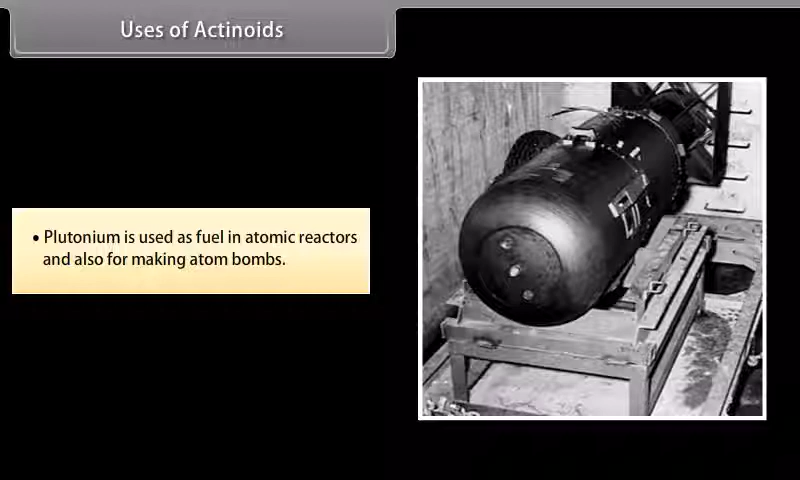 Uses of Actinoids
• Plutonium is used as fuel in atomic reactors
and also for making atom bombs.